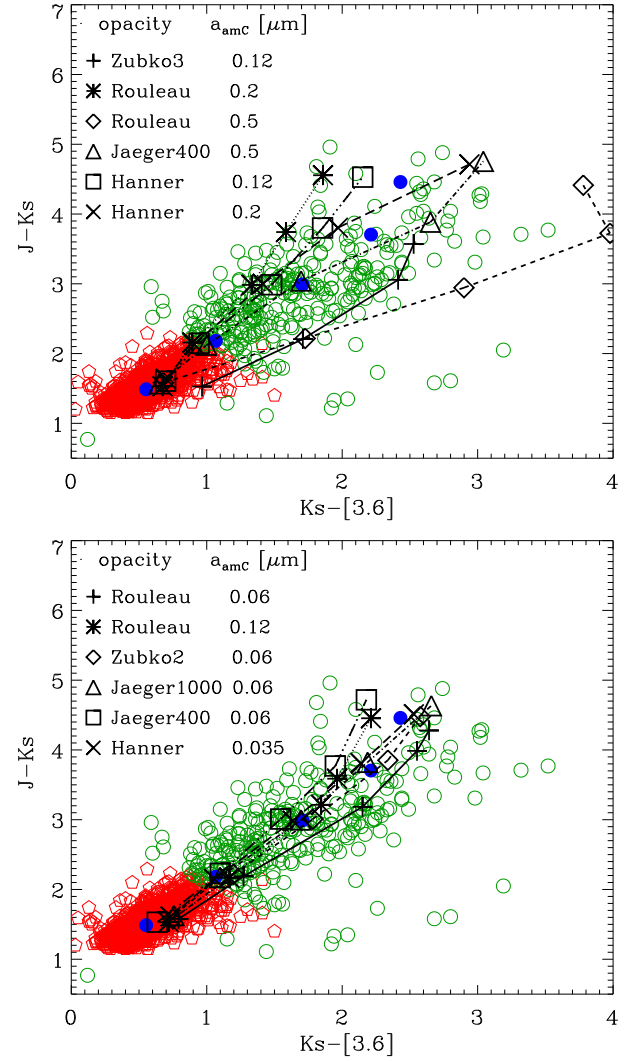 7
6
5
4
3
2
1
J−Ks
opacity a_amC [μm]
Zubko3 0.12
Rouleau 0.2
Rouleau 0.5
Jaeger400 0.5
Hanner 0.12
Hanner 0.2
0 1 2 3 4
Ks−[3.6]
7
6
5
4
3
2
1
J−Ks
opacity a_amC [μm]
Rouleau 0.06
Rouleau 0.12
Zubko2 0.06
Jaeger1000 0.06
Jaeger400 0.06
Hanner 0.035
0 1 2 3 4
Ks−[3.6]